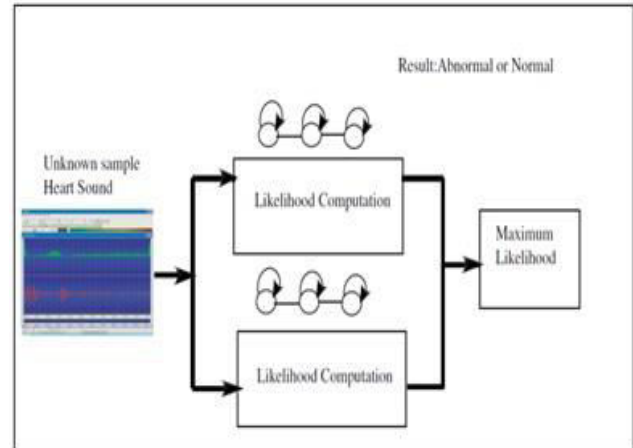 Result:Abnormal or Normal
Unknown sample
Heart Sound
Likelihood Computation
Maximum
Likelihood
Likelihood Computation